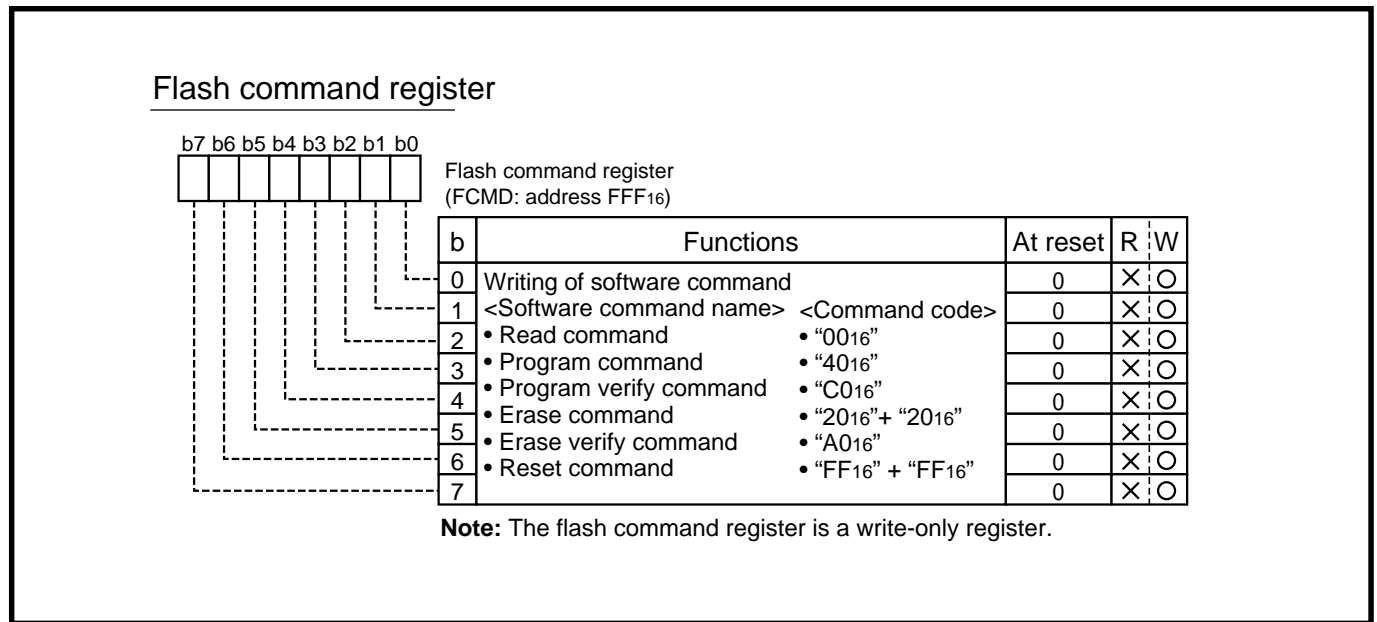 Flash command register
b7 b6 b5 b4 b3 b2 b1 b0
Flash command register
(FCMD: address FFF16)
b Functions At reset R W
0 Writing of software command 0 × ○
1 <Software command name> <Command code> 0 × ○
2 • Read command • “0016” 0 × ○
3 • Program command • “4016” 0 × ○
• Program verify command • “C016”
4 0 × ○
• Erase command • “2016”+ “2016”
5 0 × ○
• Erase verify command • “A016”
6 • Reset command • “FF16” + “FF16” 0 × ○
7 0 × ○
Note: The flash command register is a write-only register.